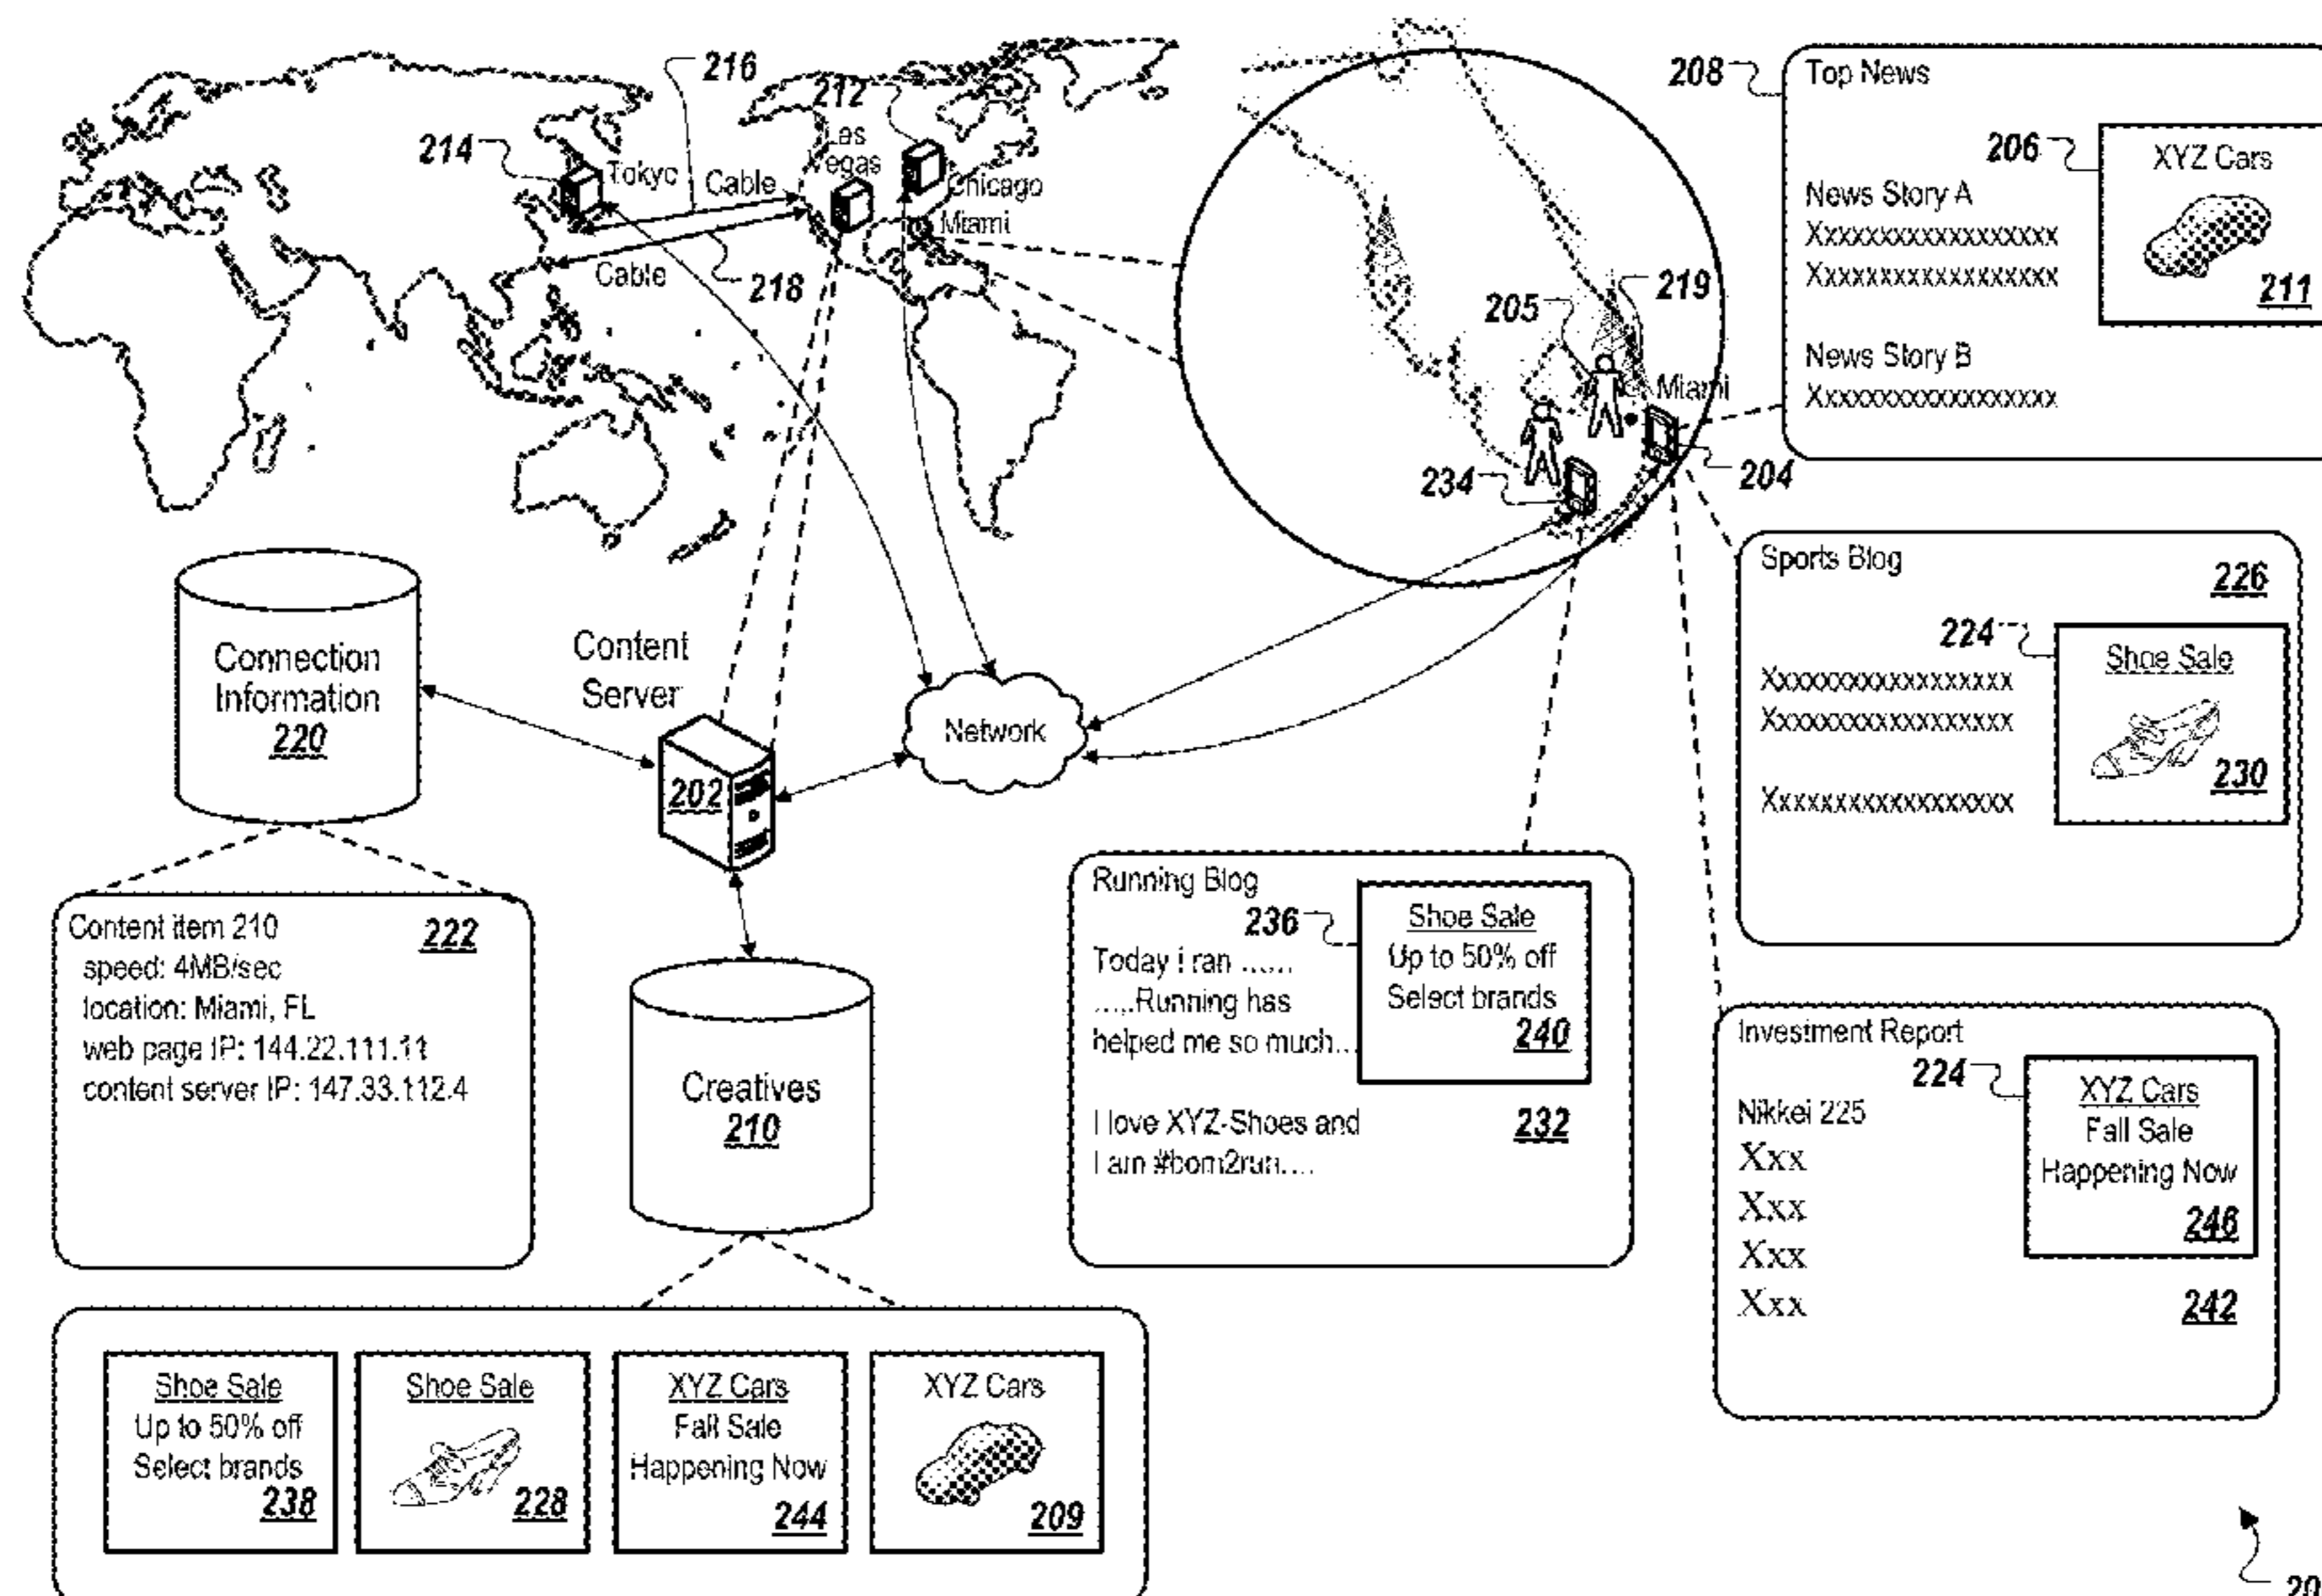 216
212
214
Las
Vegas
Tokyo
Cable
Chicago
Miami
Cable
218
205
219
Miami
234
204
208
Top News
206
XYZ Cars
211
News Story A
Xxxxxxxxxxxxxxxxxx
Xxxxxxxxxxxxxxxxxx
News Story B
Xxxxxxxxxxxxxxxxxx
Sports Blog
226
224
Shoe Sale
230
Xxxxxxxxxxxxxxxxxx
Xxxxxxxxxxxxxxxxxx
Xxxxxxxxxxxxxxxxxx
Connection
Information
220
Content
Server
202
Network
Content item 210
222
speed: 4MB/sec
location: Miami, FL
web page IP: 144.22.111.11
content server IP: 147.33.112.4
Creatives
210
Running Blog
236
Shoe Sale
Up to 50% off
Select brands
240
Today I ran ......
.....Running has
helped me so much...
I love XYZ-Shoes and
I am #born2run....
232
Investment Report
224
XYZ Cars
Fall Sale
Happening Now
246
Nikkei 225
Xxx
Xxx
Xxx
Xxx
242
Shoe Sale
Up to 50% off
Select brands
238
Shoe Sale
228
XYZ Cars
Fall Sale
Happening Now
244
XYZ Cars
209